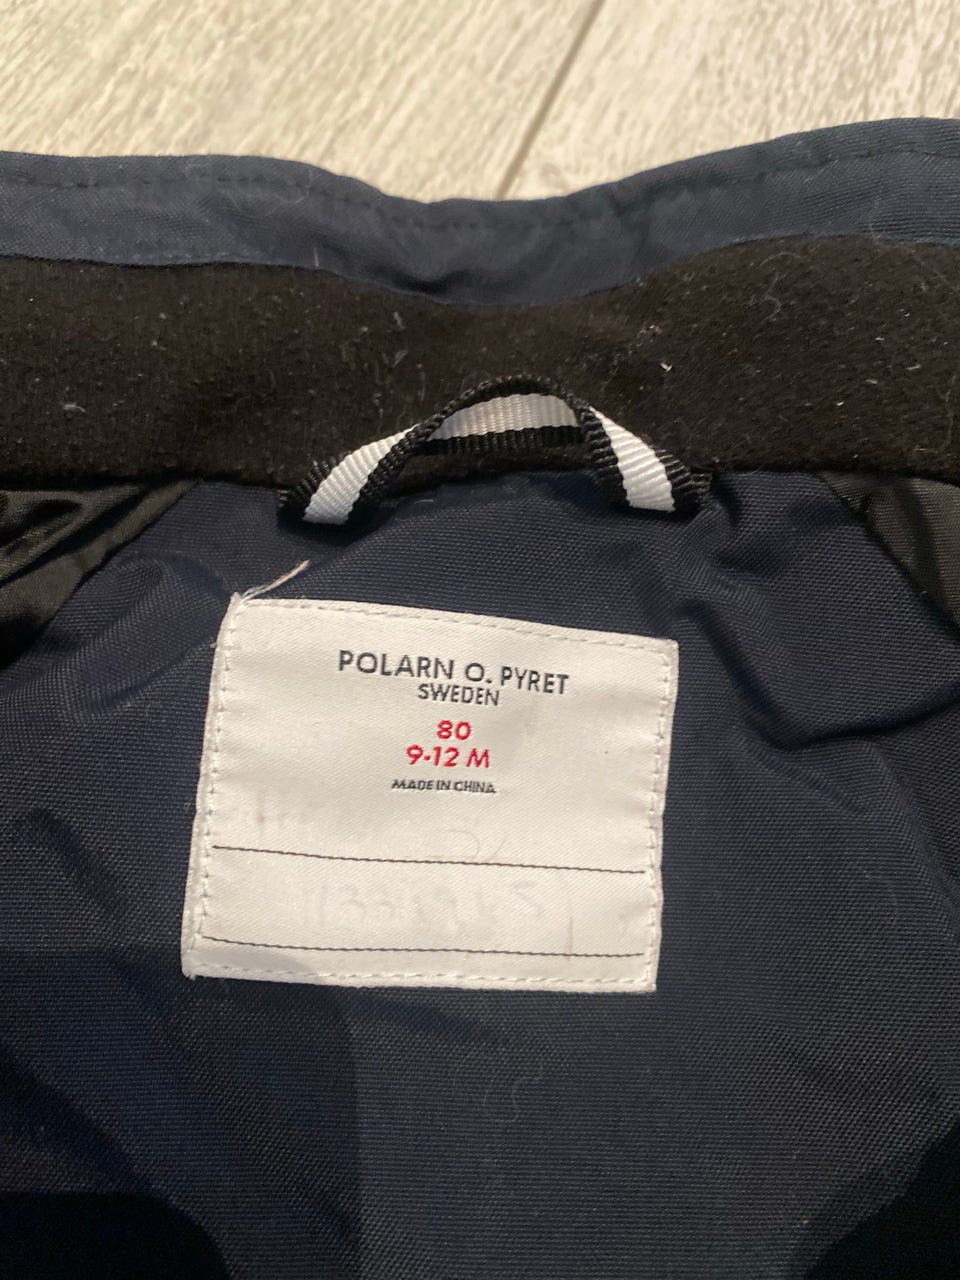 POLARN O. PYRET
SWEDEN
80
9-12 M
MADE IN CHINA